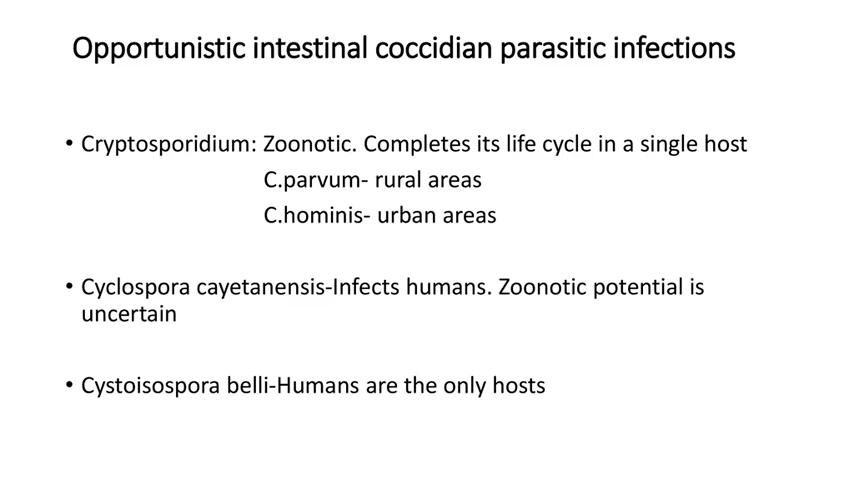 Opportunistic intestinal coccidian parasitic infections
• Cryptosporidium: Zoonotic. Completes its life cycle in a single host
C.parvum- rural areas
C.hominis- urban areas
• Cyclospora cayetanensis-Infects humans. Zoonotic potential is
uncertain
• Cystoisospora belli-Humans are the only hosts